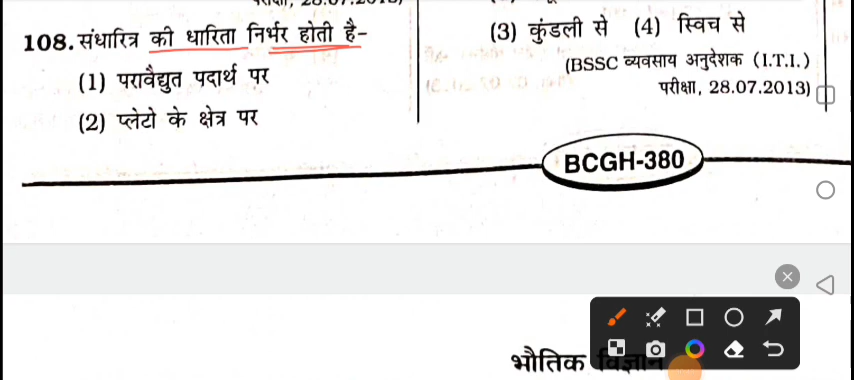 108. संधारित्र की धारिता निर्भर होती है-
(1) परावैद्युत पदार्थ पर
(2) प्लेटो के क्षेत्र पर
(3) कुंडली से (4) स्विच से
(BSSC व्यवसाय अनुदेशक (I.T.I.)
परीक्षा, 28.07.2013)
BCGH-380
भौतिक विज्ञान